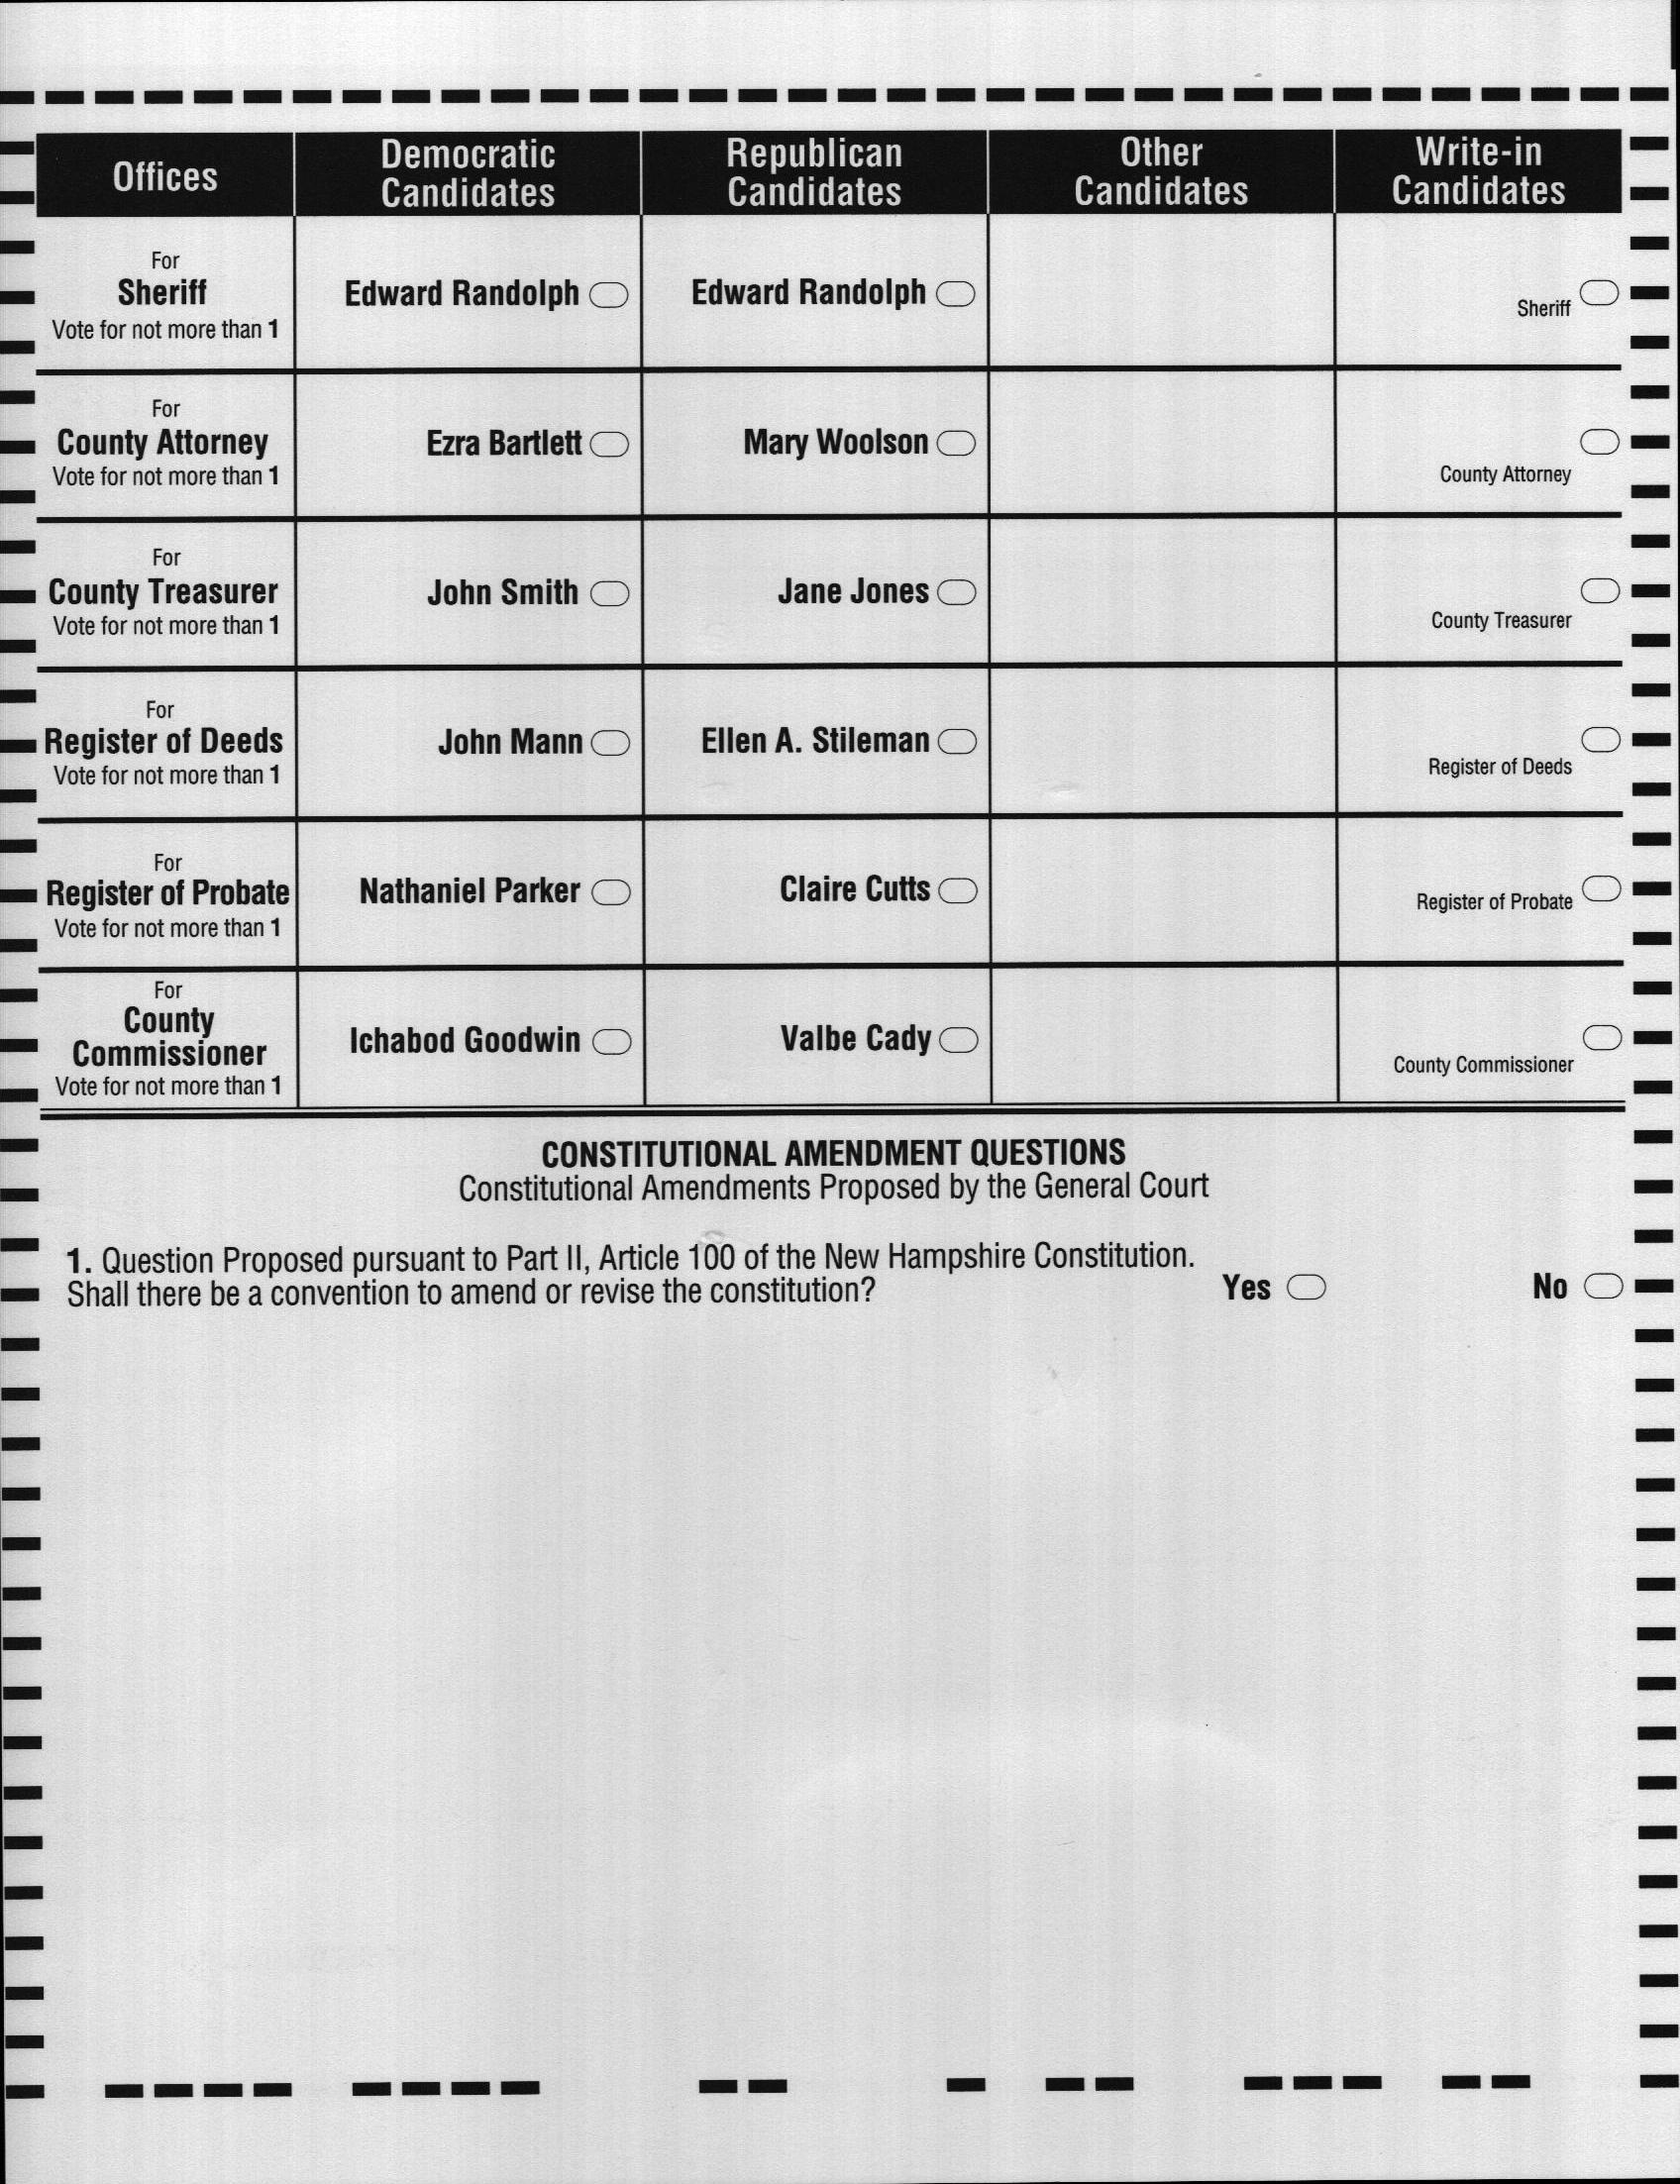 Offices
Democratic
Candidates
Republican
Candidates
Other
Candidates
Write-in
Candidates
For
Sheriff
Vote for not more than 1
Edward Randolph
Edward Randolph
Sheriff
For
County Attorney
Vote for not more than 1
Ezra Bartlett
Mary Woolson
County Attorney
For
County Treasurer
Vote for not more than 1
John Smith
Jane Jones
County Treasurer
For
Register of Deeds
Vote for not more than 1
John Mann
Ellen A. Stileman
Register of Deeds
For
Register of Probate
Vote for not more than 1
Nathaniel Parker
Claire Cutts
Register of Probate
For
County
Commissioner
Vote for not more than 1
Ichabod Goodwin
Valbe Cady
County Commissioner
CONSTITUTIONAL AMENDMENT QUESTIONS
Constitutional Amendments Proposed by the General Court
1. Question Proposed pursuant to Part II, Article 100 of the New Hampshire Constitution.
Shall there be a convention to amend or revise the constitution?
Yes
No